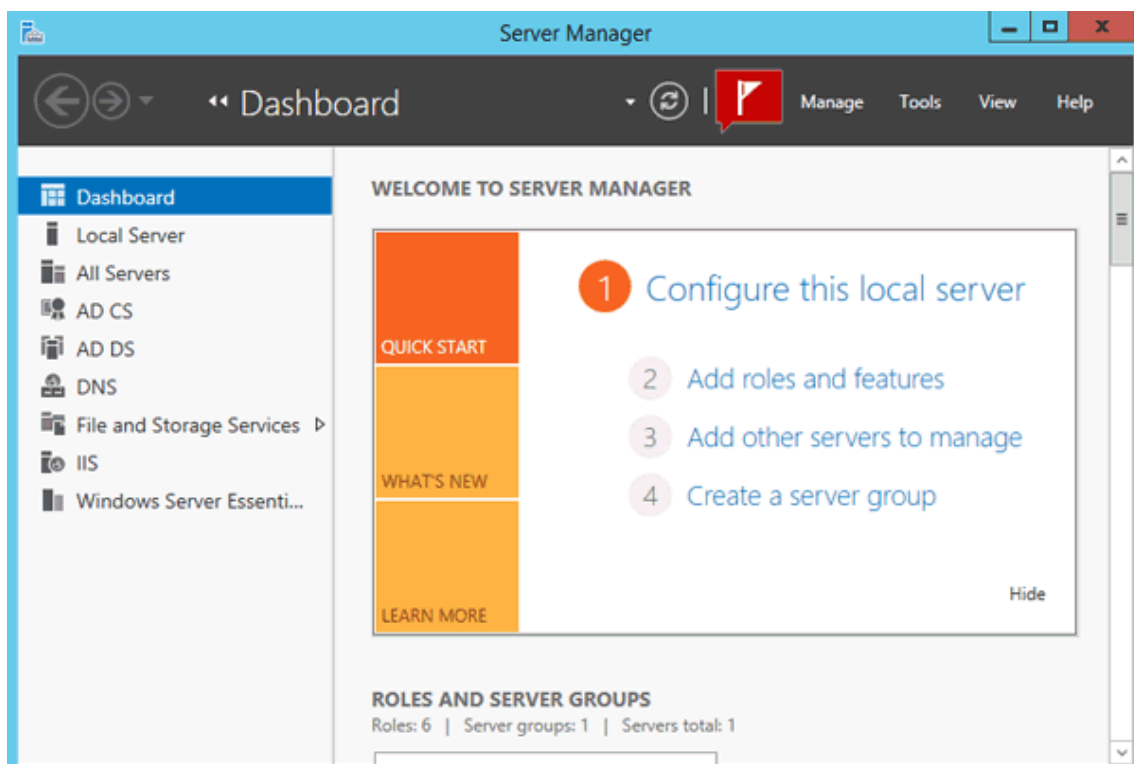 Server Manager
Dashboard
Manage Tools View Help
Dashboard
Local Server
All Servers
AD CS
AD DS
DNS
File and Storage Services
IIS
Windows Server Essenti...
WELCOME TO SERVER MANAGER
QUICK START
WHAT'S NEW
LEARN MORE
1 Configure this local server
2 Add roles and features
3 Add other servers to manage
4 Create a server group
Hide
ROLES AND SERVER GROUPS
Roles: 6 | Server groups: 1 | Servers total: 1